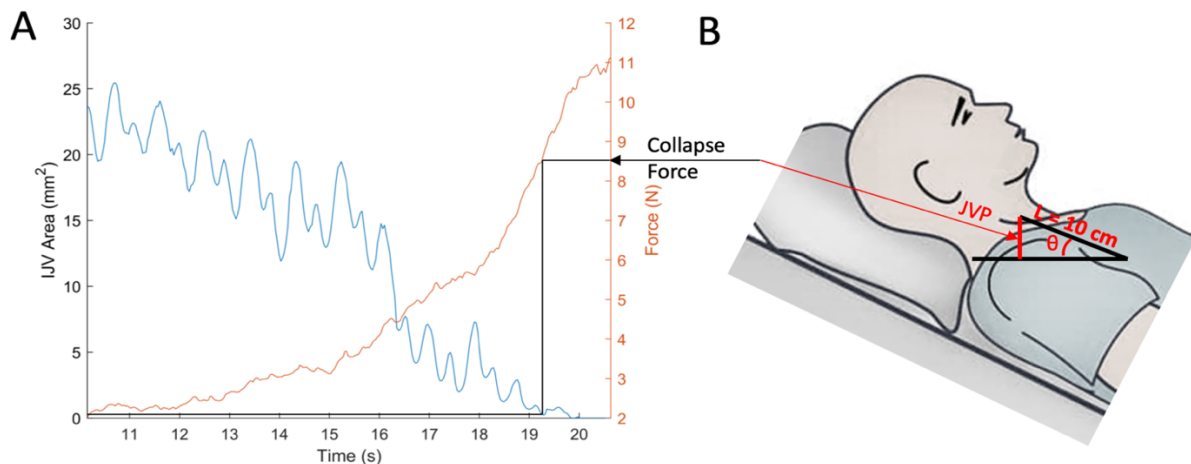 A
B
30
25
20
15
10
5
0
IJV Area (mm²)
11 12 13 14 15 16 17 18 19 20
Time (s)
12
11
10
9
8
7
6
5
4
3
2
Force (N)
Collapse
Force
JVP
L = 10 cm
θ